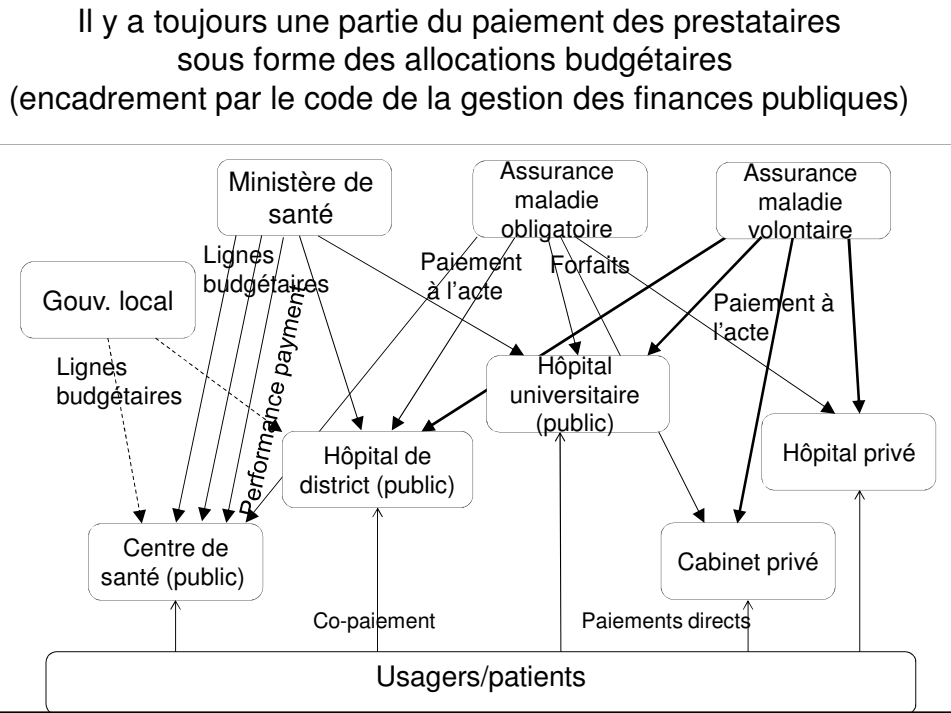 Il y a toujours une partie du paiement des prestataires
sous forme des allocations budgétaires
(encadrement par le code de la gestion des finances publiques)
Ministère de
santé
Assurance
maladie
obligatoire
Assurance
maladie
volontaire
Gouv. local
Lignes
budgétaires
Paiement
à l’acte
Forfaits
Paiement à
l’acte
Lignes
budgétaires
Performance payment
Hôpital
universitaire
(public)
Hôpital de
district (public)
Hôpital privé
Centre de
santé (public)
Cabinet privé
Co-paiement
Paiements directs
Usagers/patients